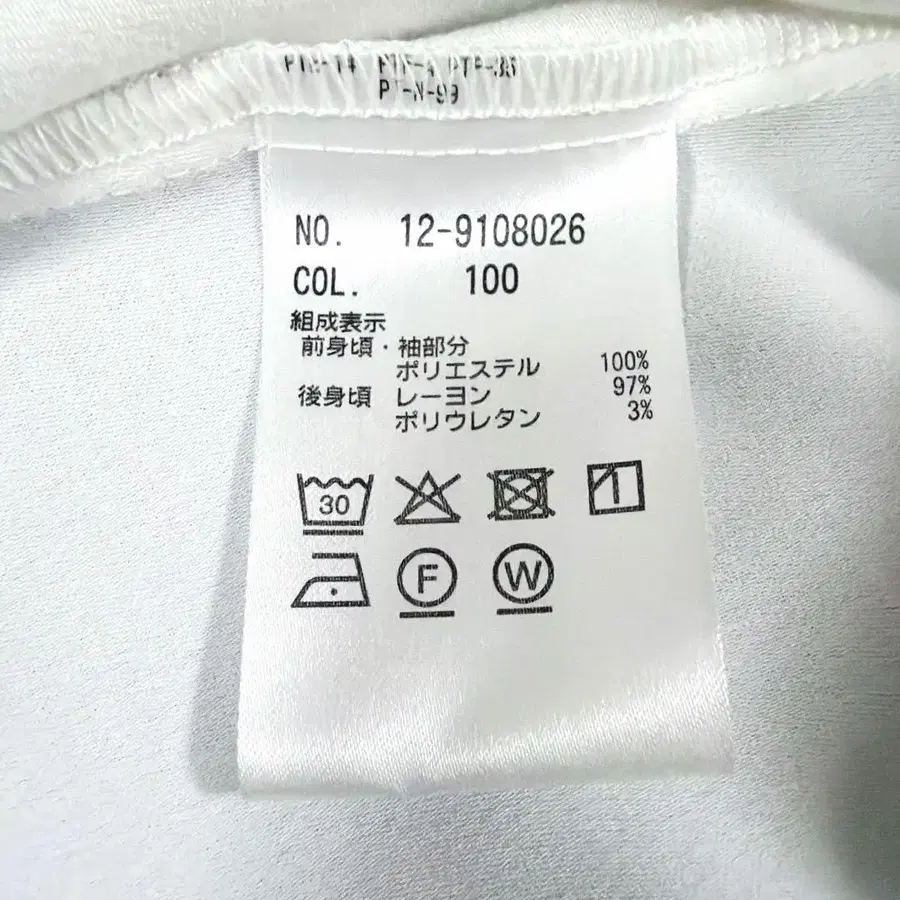 PT-N-99
NO. 12-9108026
COL. 100
組成表示
前身頃・袖部分
ポリエステル 100%
後身頃 レーヨン 97%
ポリウレタン 3%
30
F
W